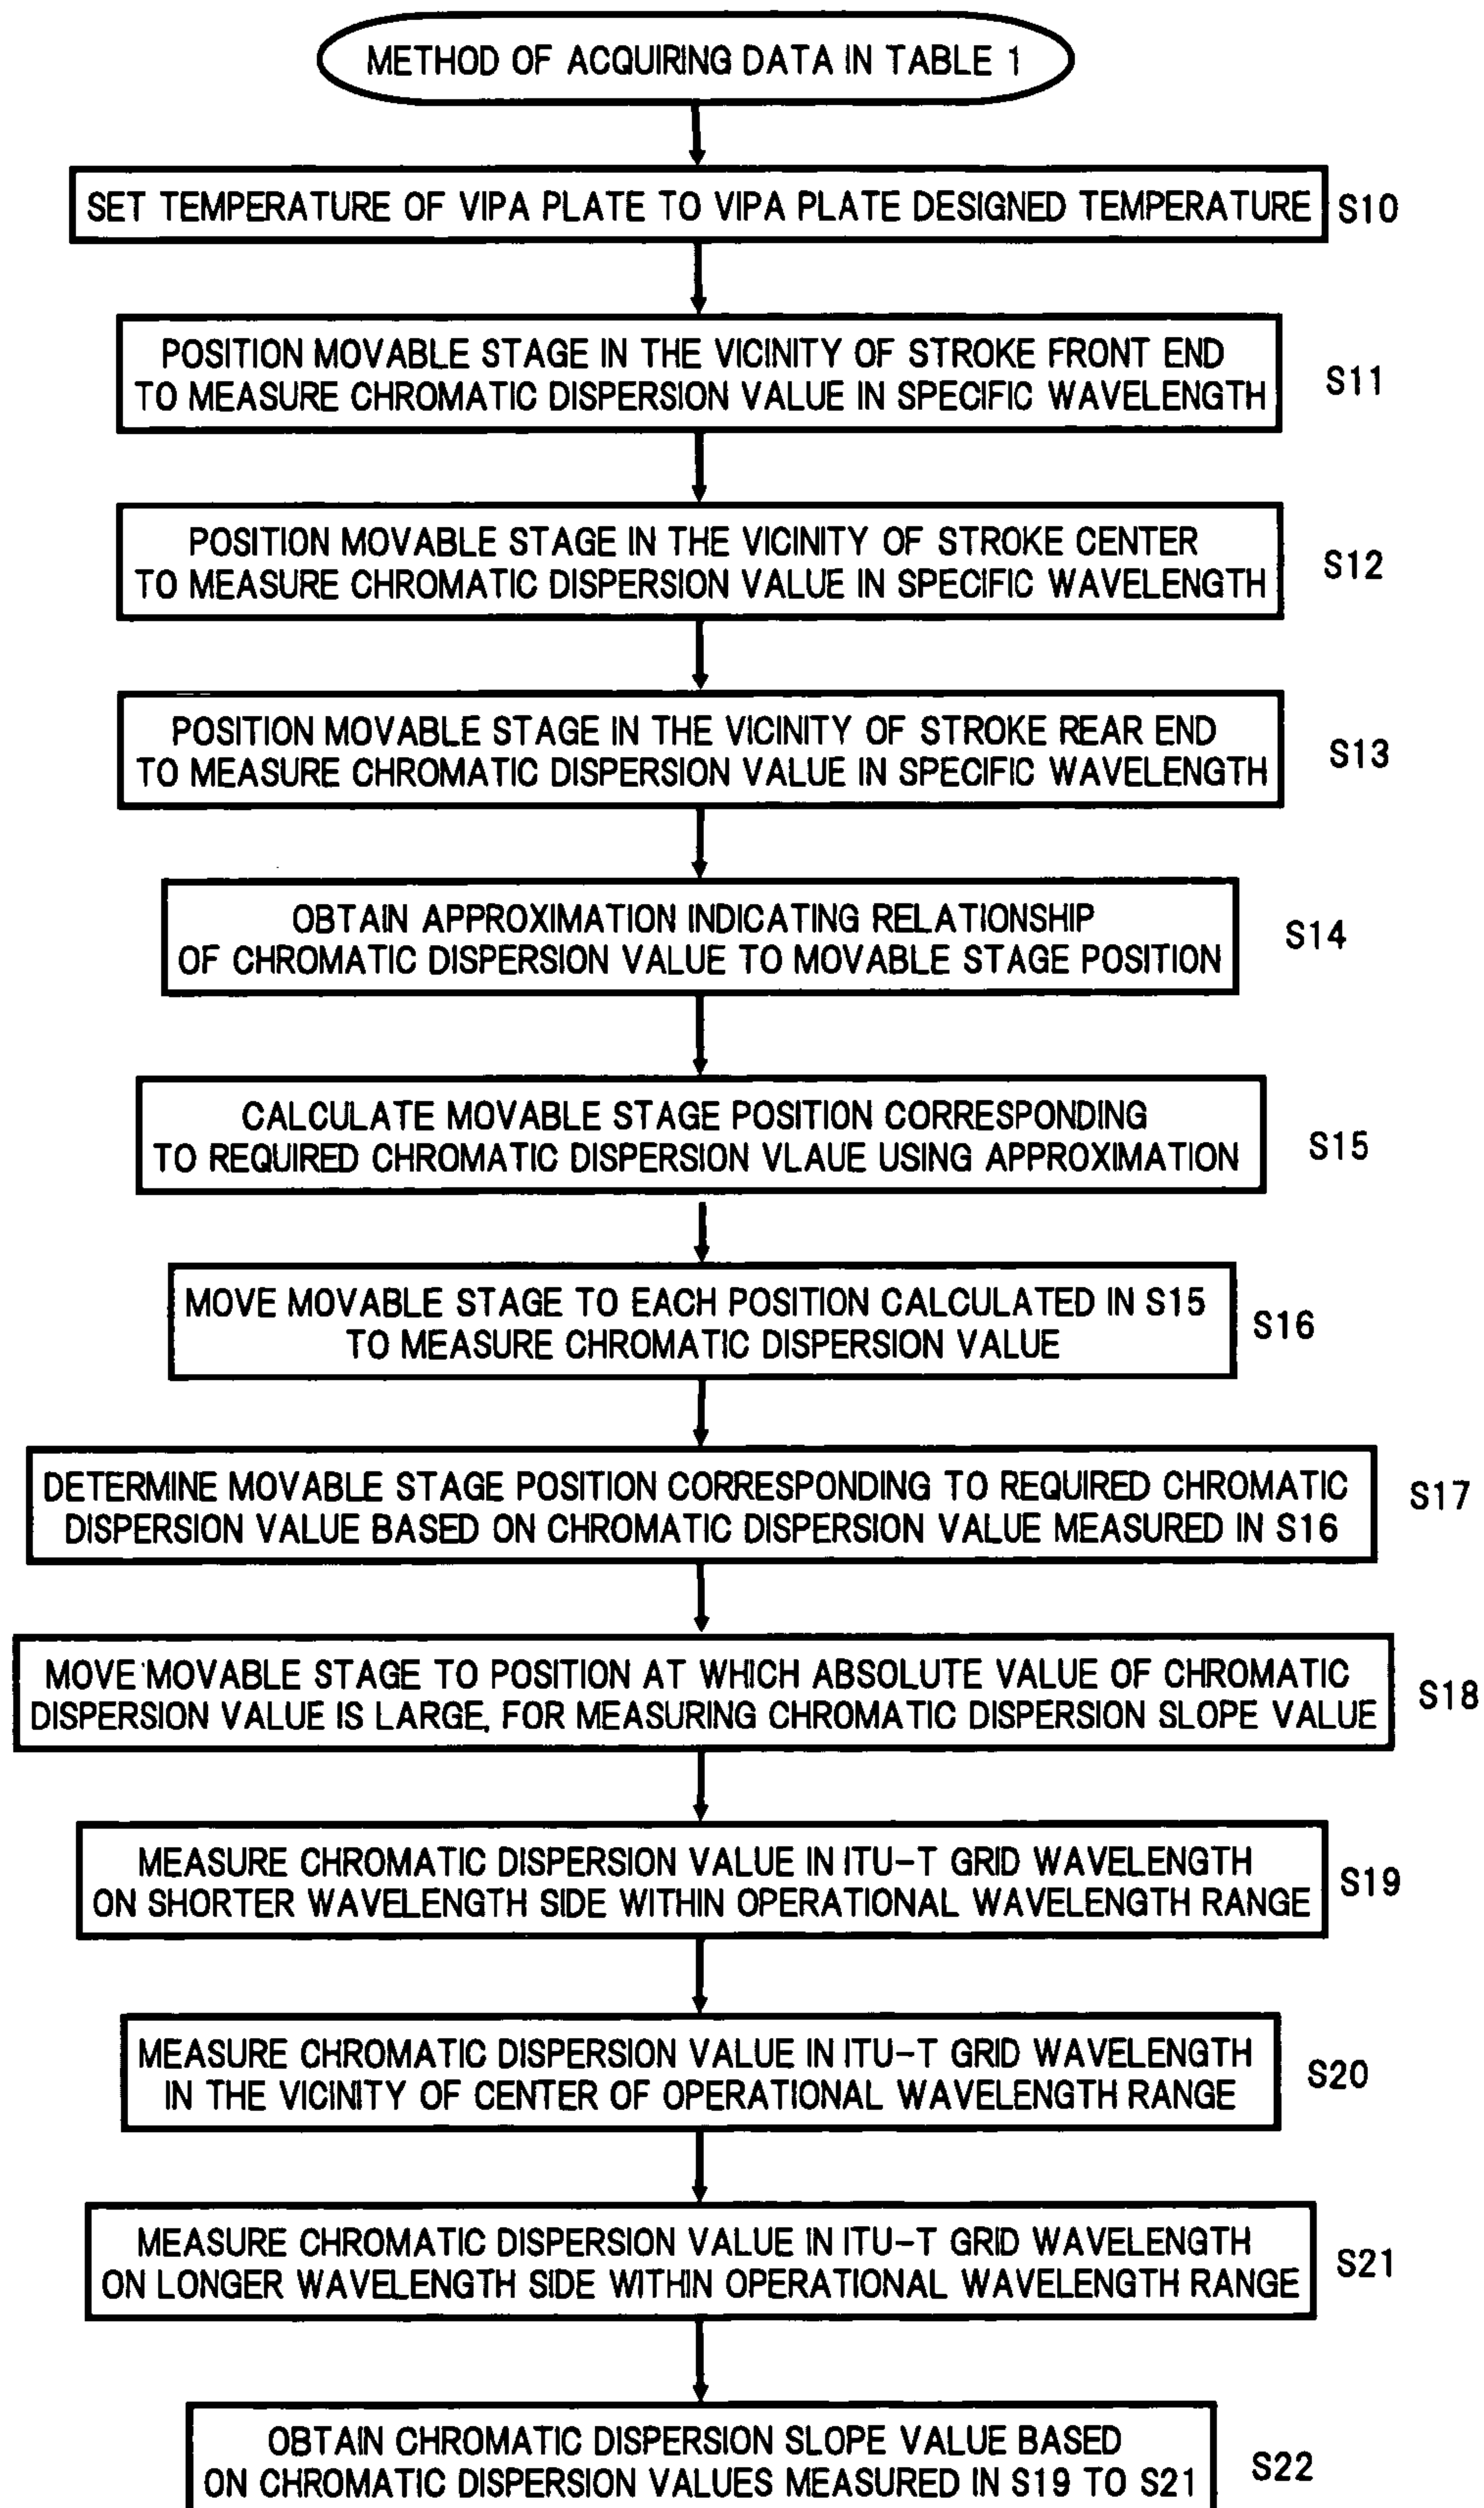 METHOD OF ACQUIRING DATA IN TABLE 1
SET TEMPERATURE OF VIPA PLATE TO VIPA PLATE DESIGNED TEMPERATURE S10
POSITION MOVABLE STAGE IN THE VICINITY OF STROKE FRONT END
TO MEASURE CHROMATIC DISPERSION VALUE IN SPECIFIC WAVELENGTH
S11
POSITION MOVABLE STAGE IN THE VICINITY OF STROKE CENTER
TO MEASURE CHROMATIC DISPERSION VALUE IN SPECIFIC WAVELENGTH
S12
POSITION MOVABLE STAGE IN THE VICINITY OF STROKE REAR END
TO MEASURE CHROMATIC DISPERSION VALUE IN SPECIFIC WAVELENGTH
S13
OBTAIN APPROXIMATION INDICATING RELATIONSHIP
OF CHROMATIC DISPERSION VALUE TO MOVABLE STAGE POSITION
S14
CALCULATE MOVABLE STAGE POSITION CORRESPONDING
TO REQUIRED CHROMATIC DISPERSION VLAUE USING APPROXIMATION
S15
MOVE MOVABLE STAGE TO EACH POSITION CALCULATED IN S15
TO MEASURE CHROMATIC DISPERSION VALUE
S16
DETERMINE MOVABLE STAGE POSITION CORRESPONDING TO REQUIRED CHROMATIC
DISPERSION VALUE BASED ON CHROMATIC DISPERSION VALUE MEASURED IN S16
S17
MOVE MOVABLE STAGE TO POSITION AT WHICH ABSOLUTE VALUE OF CHROMATIC
DISPERSION VALUE IS LARGE, FOR MEASURING CHROMATIC DISPERSION SLOPE VALUE
S18
MEASURE CHROMATIC DISPERSION VALUE IN ITU-T GRID WAVELENGTH
ON SHORTER WAVELENGTH SIDE WITHIN OPERATIONAL WAVELENGTH RANGE
S19
MEASURE CHROMATIC DISPERSION VALUE IN ITU-T GRID WAVELENGTH
IN THE VICINITY OF CENTER OF OPERATIONAL WAVELENGTH RANGE
S20
MEASURE CHROMATIC DISPERSION VALUE IN ITU-T GRID WAVELENGTH
ON LONGER WAVELENGTH SIDE WITHIN OPERATIONAL WAVELENGTH RANGE
S21
OBTAIN CHROMATIC DISPERSION SLOPE VALUE BASED
ON CHROMATIC DISPERSION VALUES MEASURED IN S19 TO S21
S22